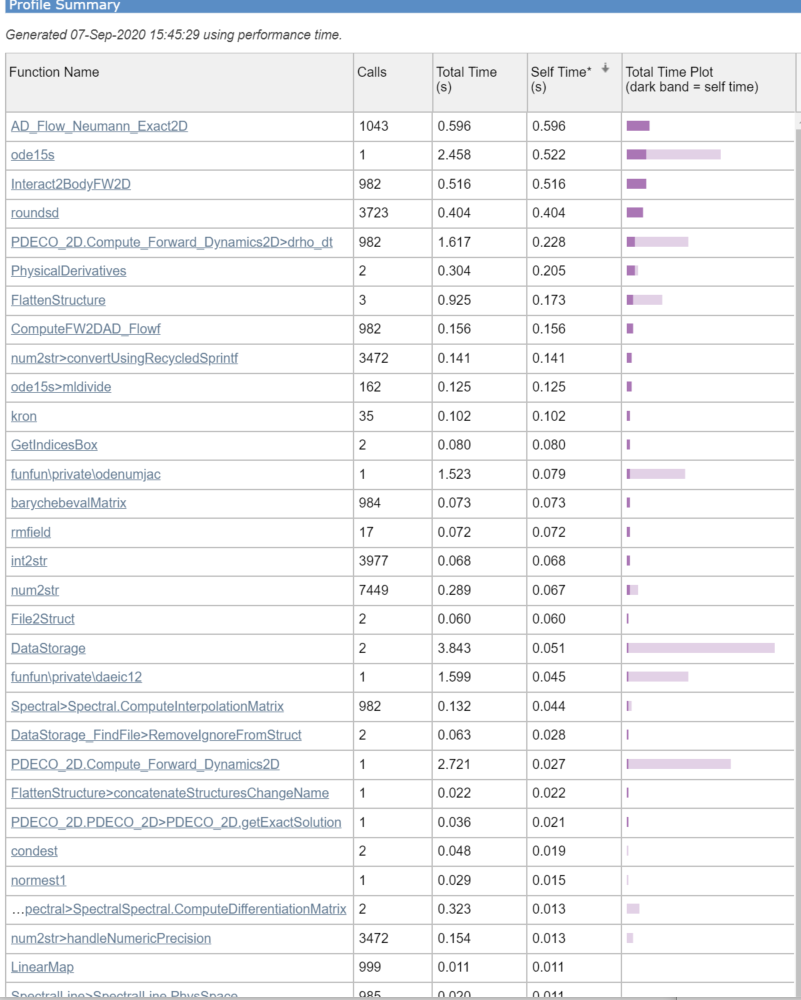 Profile Summary
Generated 07-Sep-2020 15:45:29 using performance time.
Function Name Calls Total Time (s) Self Time* (s) Total Time Plot (dark band = self time)
AD_Flow_Neumann_Exact2D 1043 0.596 0.596
ode15s 1 2.458 0.522
Interact2BodyFW2D 982 0.516 0.516
roundsd 3723 0.404 0.404
PDECO_2D.Compute_Forward_Dynamics2D>drho_dt 982 1.617 0.228
PhysicalDerivatives 2 0.304 0.205
FlattenStructure 3 0.925 0.173
ComputeFW2DAD_Flowf 982 0.156 0.156
num2str>convertUsingRecycledSprintf 3472 0.141 0.141
ode15s>mldivide 162 0.125 0.125
kron 35 0.102 0.102
GetIndicesBox 2 0.080 0.080
funfun\private\odenumjac 1 1.523 0.079
barychebevalMatrix 984 0.073 0.073
rmfield 17 0.072 0.072
int2str 3977 0.068 0.068
num2str 7449 0.289 0.067
File2Struct 2 0.060 0.060
DataStorage 2 3.843 0.051
funfun\private\daeic12 1 1.599 0.045
Spectral>Spectral.ComputeInterpolationMatrix 982 0.132 0.044
DataStorage_FindFile>RemoveIgnoreFromStruct 2 0.063 0.028
PDECO_2D.Compute_Forward_Dynamics2D 1 2.721 0.027
FlattenStructure>concatenateStructuresChangeName 1 0.022 0.022
PDECO_2D.PDECO_2D>PDECO_2D.getExactSolution 1 0.036 0.021
condest 2 0.048 0.019
normest1 1 0.029 0.015
...pectral>SpectralSpectral.ComputeDifferentiationMatrix 2 0.323 0.013
num2str>handleNumericPrecision 3472 0.154 0.013
LinearMap 999 0.011 0.011
SpectralLine>SpectralLine.PhysSpace 985 0.020 0.011